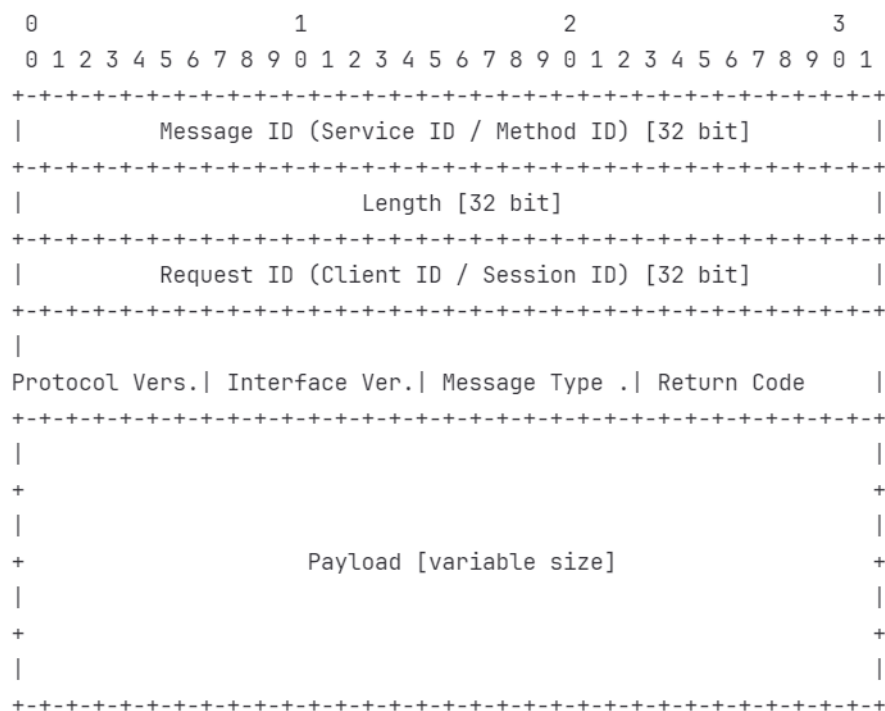 0                   1                   2                   3
 0 1 2 3 4 5 6 7 8 9 0 1 2 3 4 5 6 7 8 9 0 1 2 3 4 5 6 7 8 9 0 1
+-+-+-+-+-+-+-+-+-+-+-+-+-+-+-+-+-+-+-+-+-+-+-+-+-+-+-+-+-+-+-+-+
|          Message ID (Service ID / Method ID) [32 bit]         |
+-+-+-+-+-+-+-+-+-+-+-+-+-+-+-+-+-+-+-+-+-+-+-+-+-+-+-+-+-+-+-+-+
|                         Length [32 bit]                       |
+-+-+-+-+-+-+-+-+-+-+-+-+-+-+-+-+-+-+-+-+-+-+-+-+-+-+-+-+-+-+-+-+
|          Request ID (Client ID / Session ID) [32 bit]         |
+-+-+-+-+-+-+-+-+-+-+-+-+-+-+-+-+-+-+-+-+-+-+-+-+-+-+-+-+-+-+-+-+
|
Protocol Vers.| Interface Ver.| Message Type .| Return Code     |
+-+-+-+-+-+-+-+-+-+-+-+-+-+-+-+-+-+-+-+-+-+-+-+-+-+-+-+-+-+-+-+-+
|                                                               |
+                                                               +
|                                                               |
+                     Payload [variable size]                   +
|                                                               |
+                                                               +
|                                                               |
+-+-+-+-+-+-+-+-+-+-+-+-+-+-+-+-+-+-+-+-+-+-+-+-+-+-+-+-+-+-+-+-+